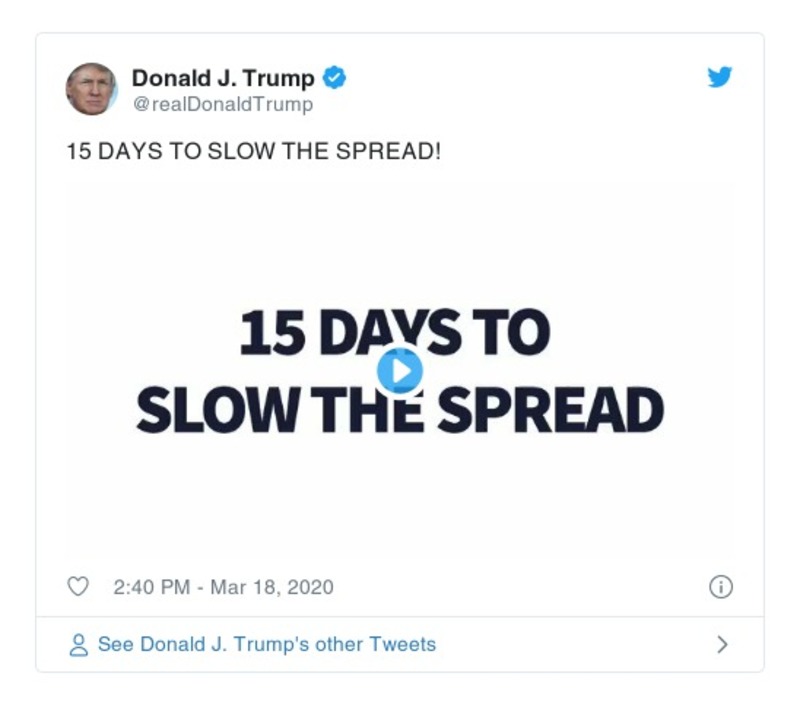 Donald J. Trump
@realDonaldTrump
15 DAYS TO SLOW THE SPREAD!
15 DAYS TO
SLOW THE SPREAD
2:40 PM - Mar 18, 2020
See Donald J. Trump's other Tweets